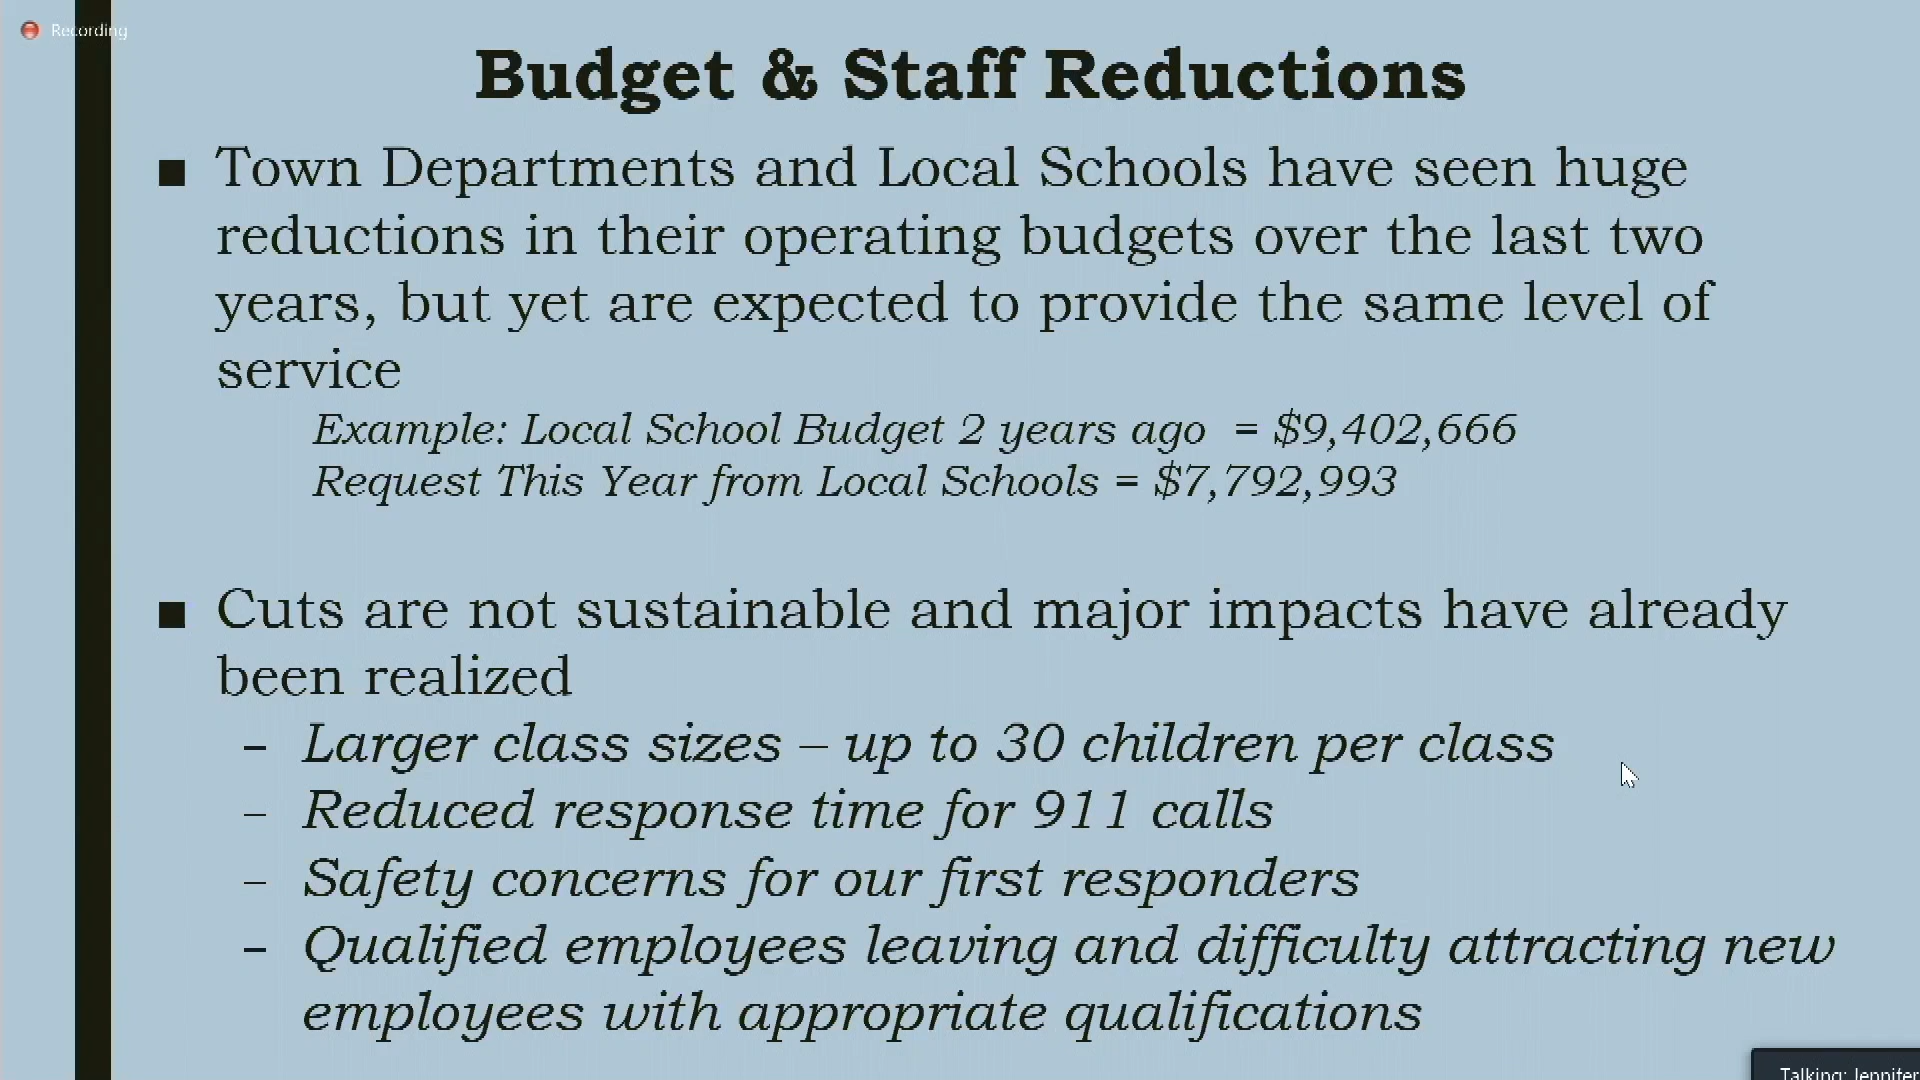 Recording
Budget & Staff Reductions
■ Town Departments and Local Schools have seen huge
reductions in their operating budgets over the last two
years, but yet are expected to provide the same level of
service
Example: Local School Budget 2 years ago = $9,402,666
Request This Year from Local Schools = $7,792,993
■ Cuts are not sustainable and major impacts have already
been realized
– Larger class sizes – up to 30 children per class
– Reduced response time for 911 calls
– Safety concerns for our first responders
– Qualified employees leaving and difficulty attracting new
employees with appropriate qualifications
Talking: Jennifer